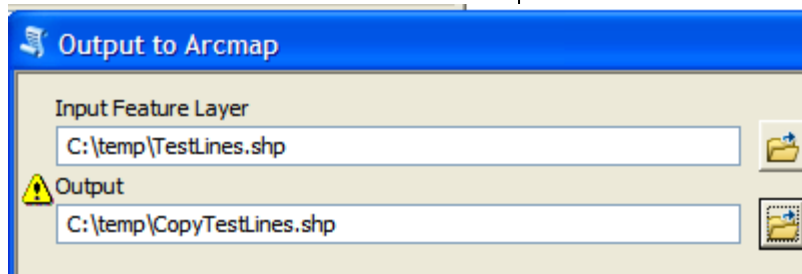 Output to Arcmap
Input Feature Layer
C:\temp\TestLines.shp
Output
C:\temp\CopyTestLines.shp